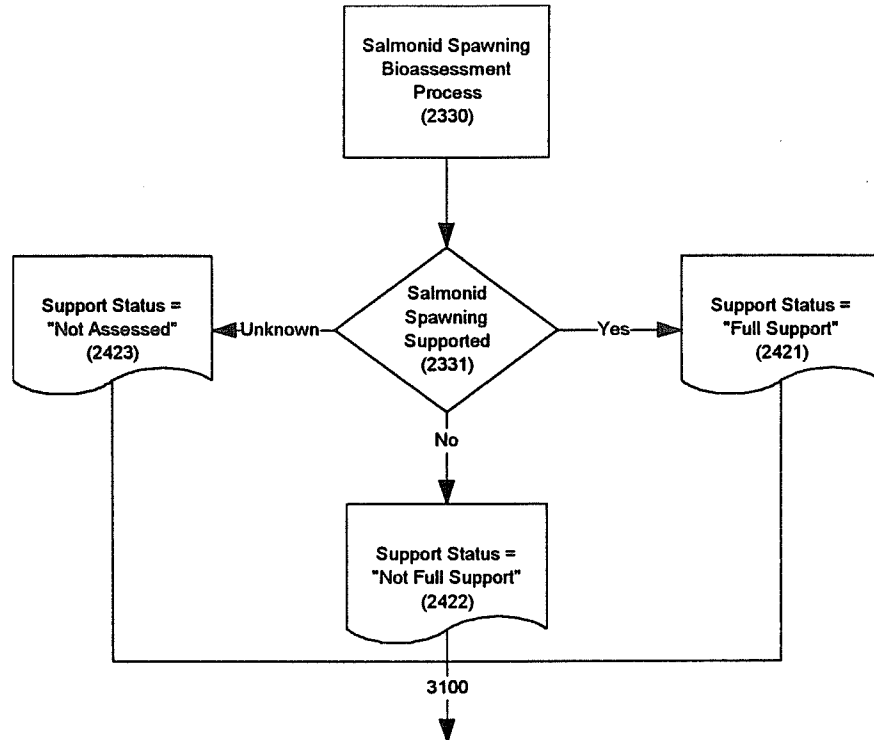 Salmonid Spawning
Bioassessment
Process
(2330)
Salmonid
Spawning
Supported
(2331)
Unknown
Yes
No
Support Status =
"Not Assessed"
(2423)
Support Status =
"Full Support"
(2421)
Support Status =
"Not Full Support"
(2422)
3100